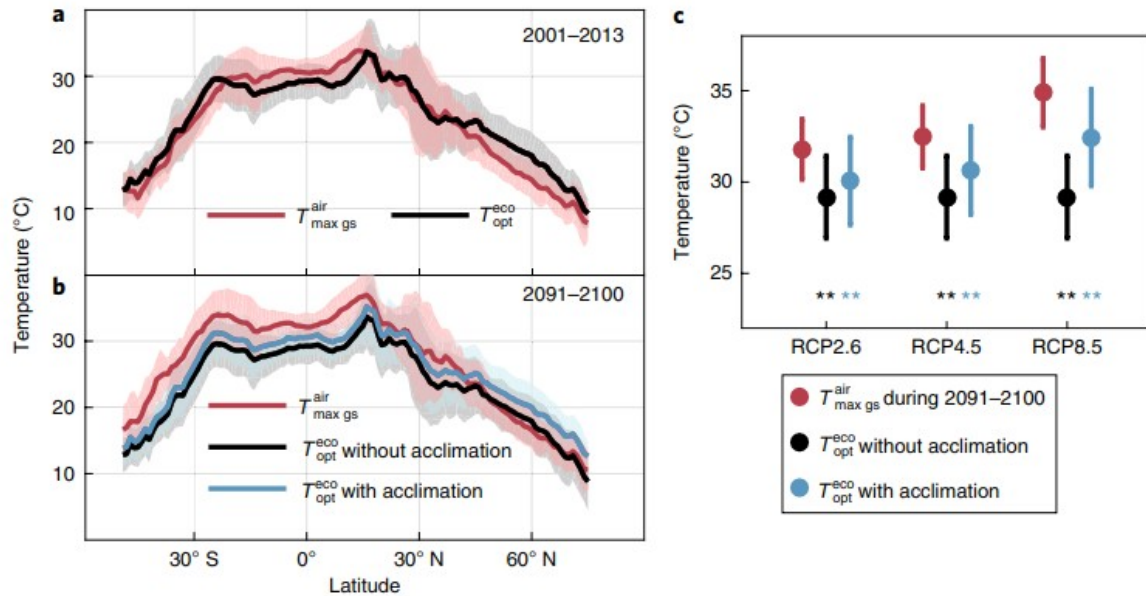 a
2001–2013
Temperature (°C)
30
20
10
T air max gs
T eco opt
b
2091–2100
30
20
10
T air max gs
T eco opt without acclimation
T eco opt with acclimation
30° S
0°
30° N
60° N
Latitude
c
Temperature (°C)
35
30
25
** ** ** ** ** **
RCP2.6 RCP4.5 RCP8.5
T air max gs during 2091–2100
T eco opt without acclimation
T eco opt with acclimation